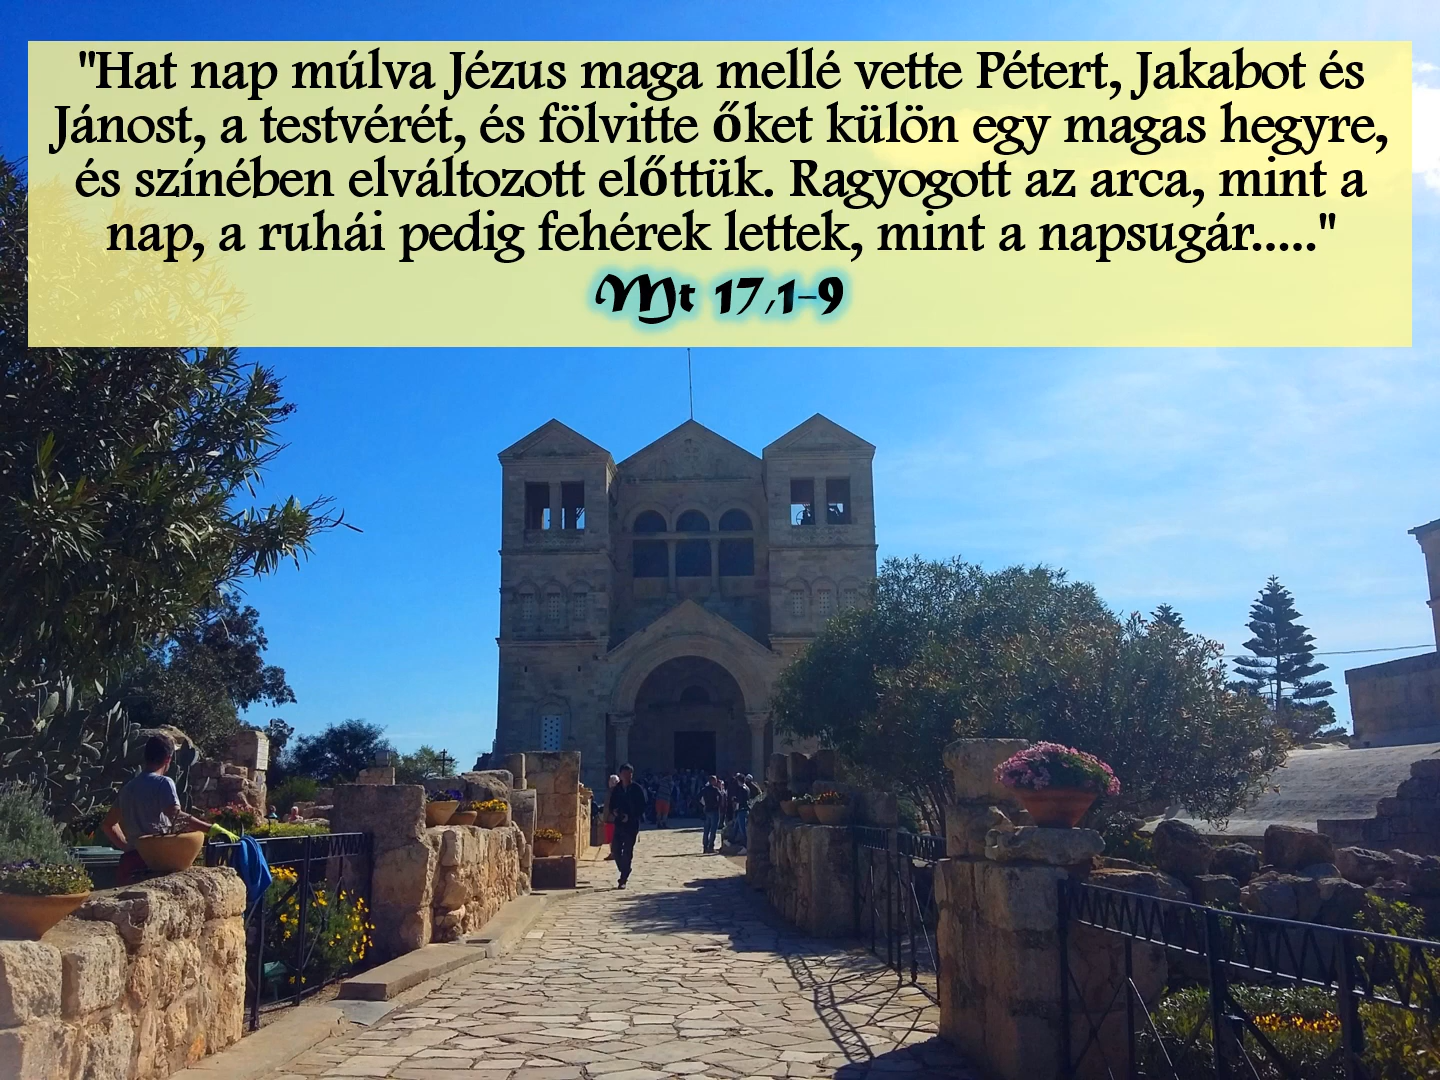 "Hat nap múlva Jézus maga mellé vette Pétert, Jakabot és
Jánost, a testvérét, és fölvitte őket külön egy magas hegyre,
és színében elváltozott előttük. Ragyogott az arca, mint a
nap, a ruhái pedig fehérek lettek, mint a napsugár....."
Mt 17,1-9